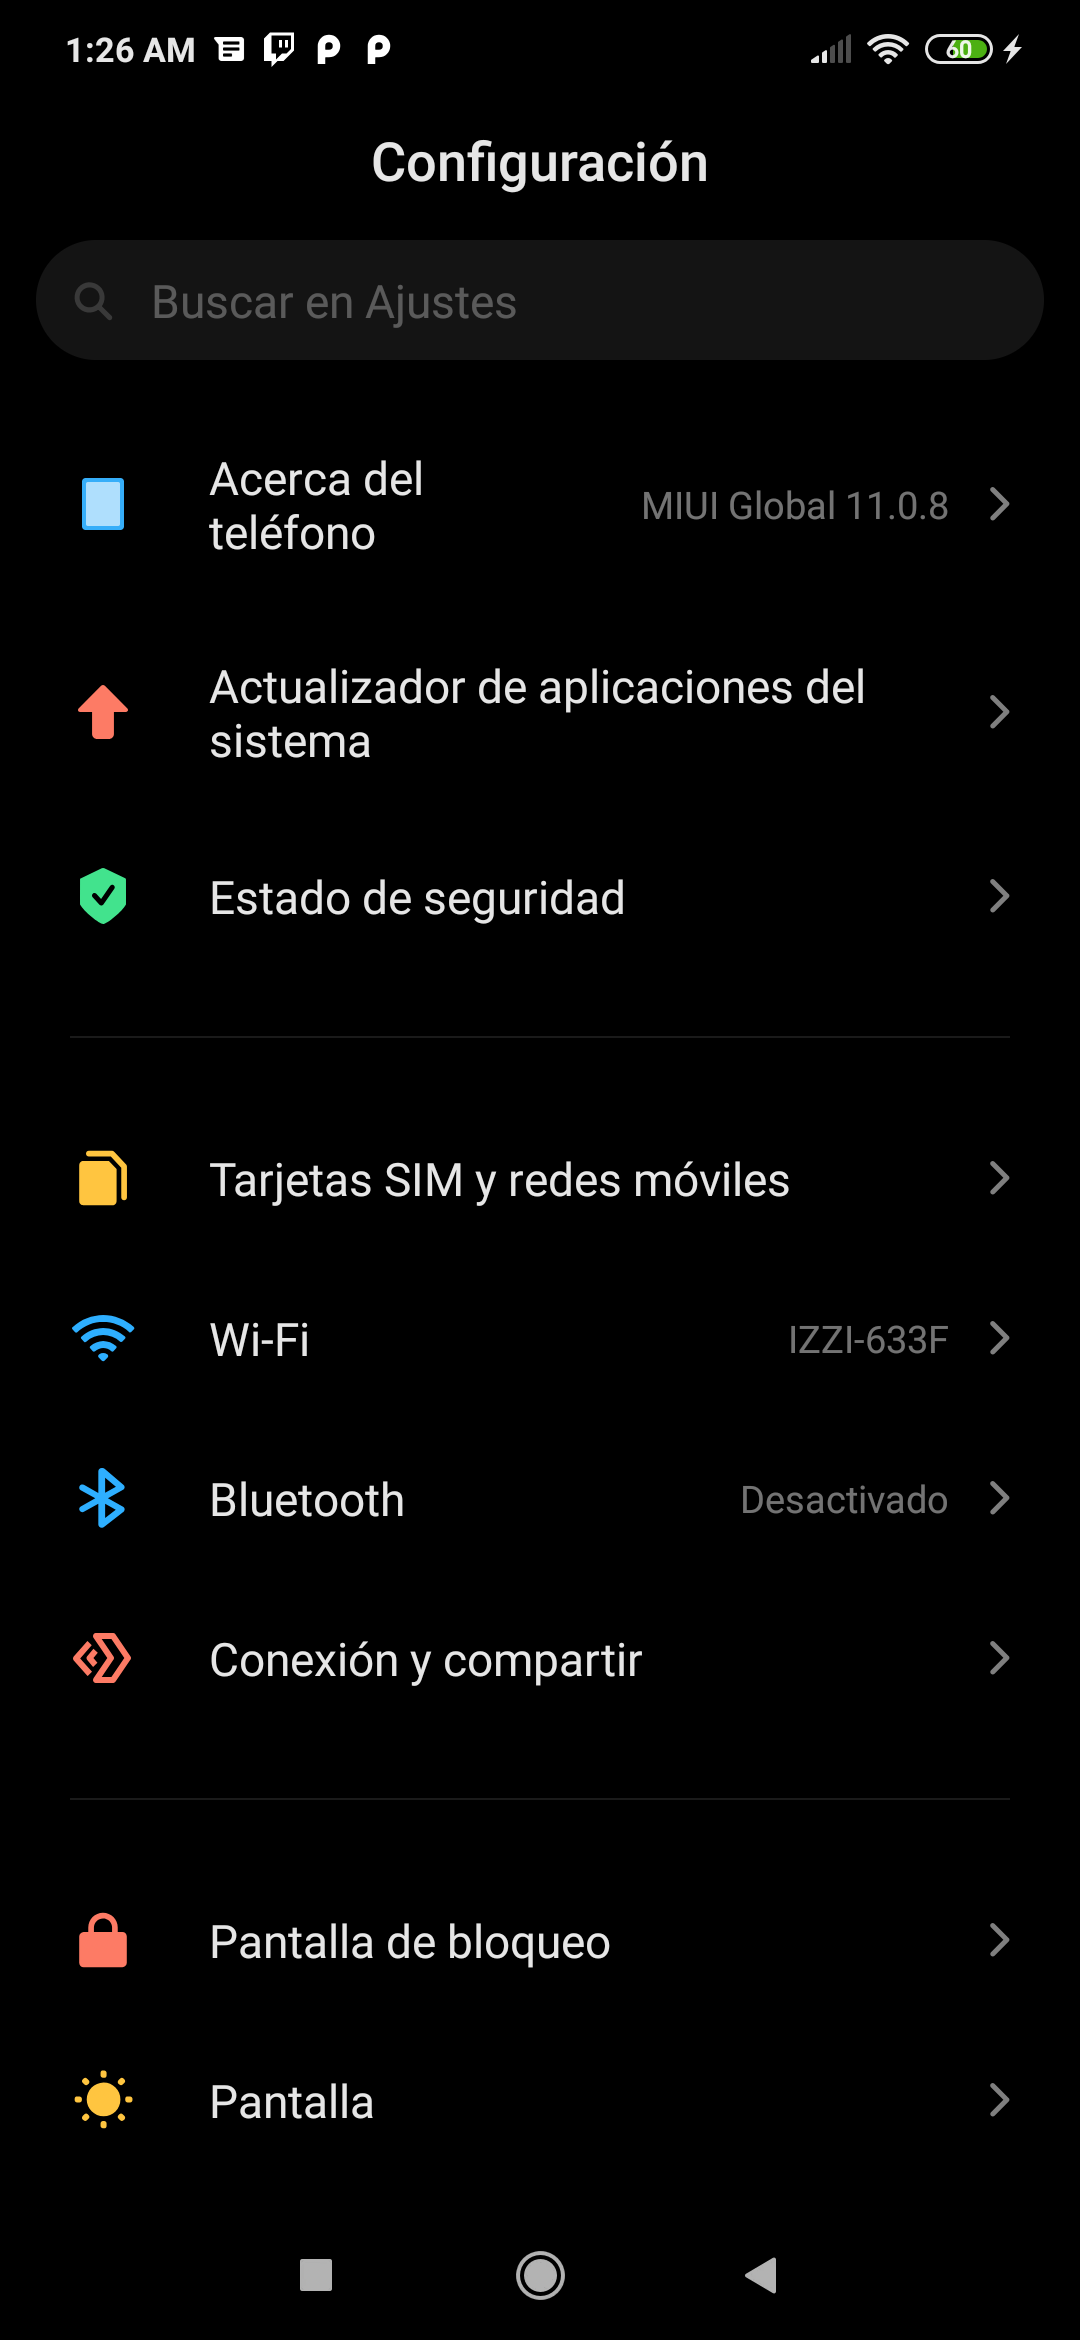 1:26 AM
60
Configuración
Buscar en Ajustes
Acerca del
teléfono
MIUI Global 11.0.8
Actualizador de aplicaciones del
sistema
Estado de seguridad
Tarjetas SIM y redes móviles
Wi-Fi
IZZI-633F
Bluetooth
Desactivado
Conexión y compartir
Pantalla de bloqueo
Pantalla